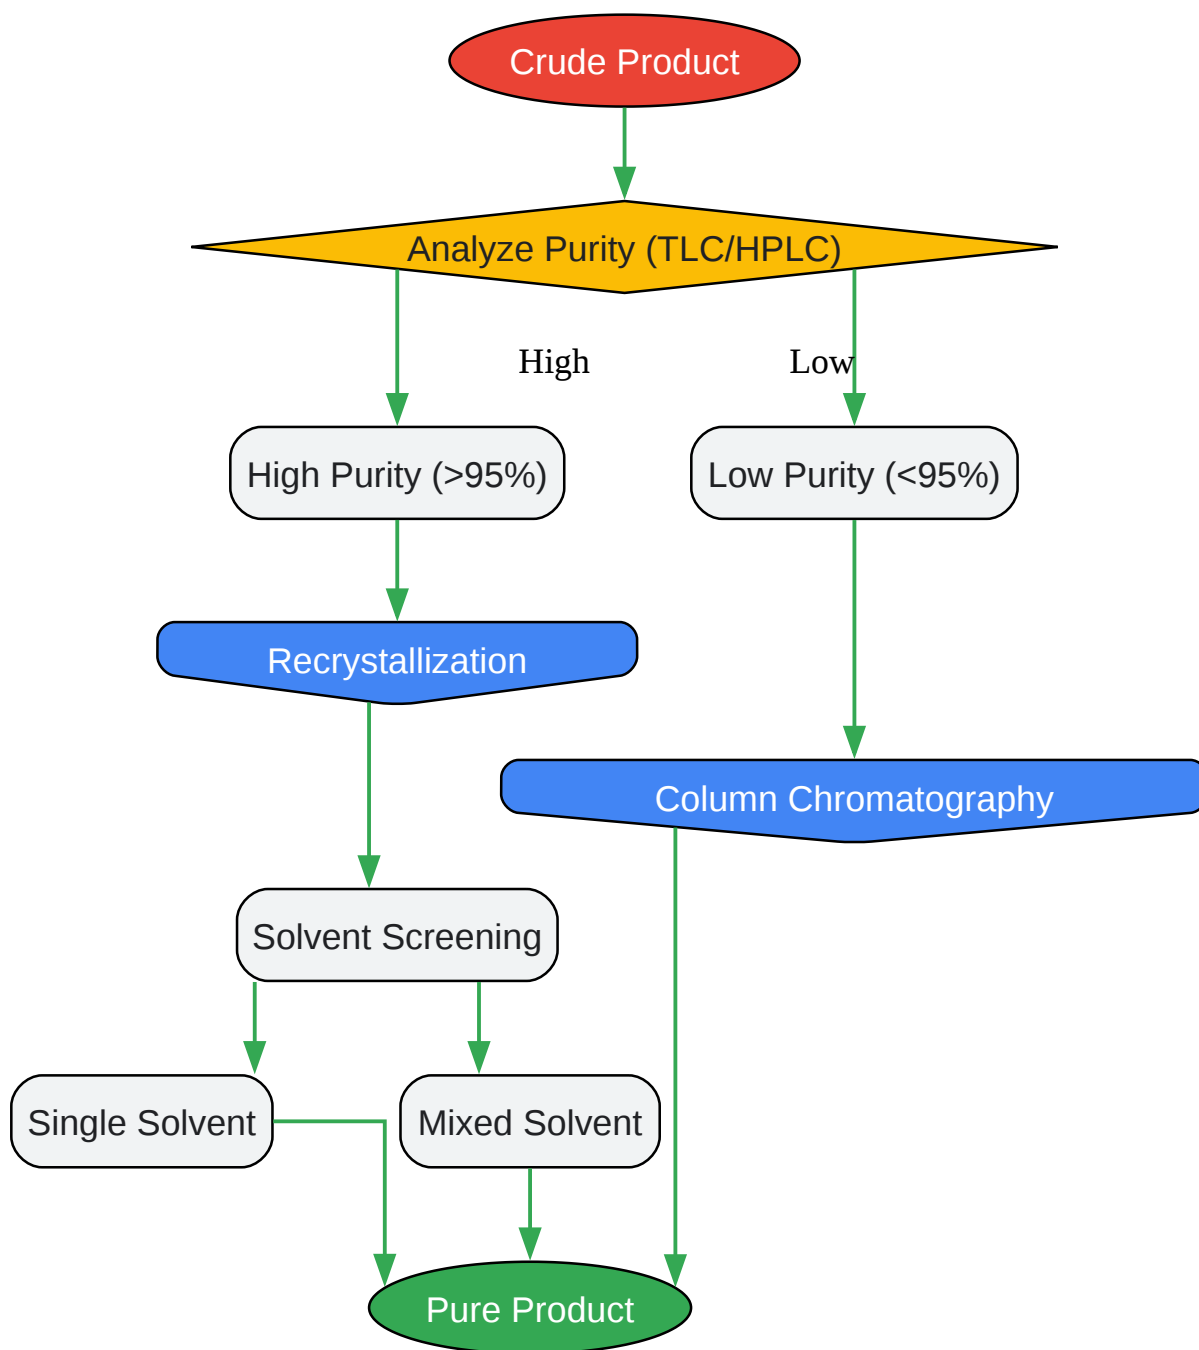 Crude Product
Analyze Purity (TLC/HPLC)
High
Low
High Purity (>95%)
Low Purity (<95%)
Recrystallization
Column Chromatography
Solvent Screening
Single Solvent
Mixed Solvent
Pure Product